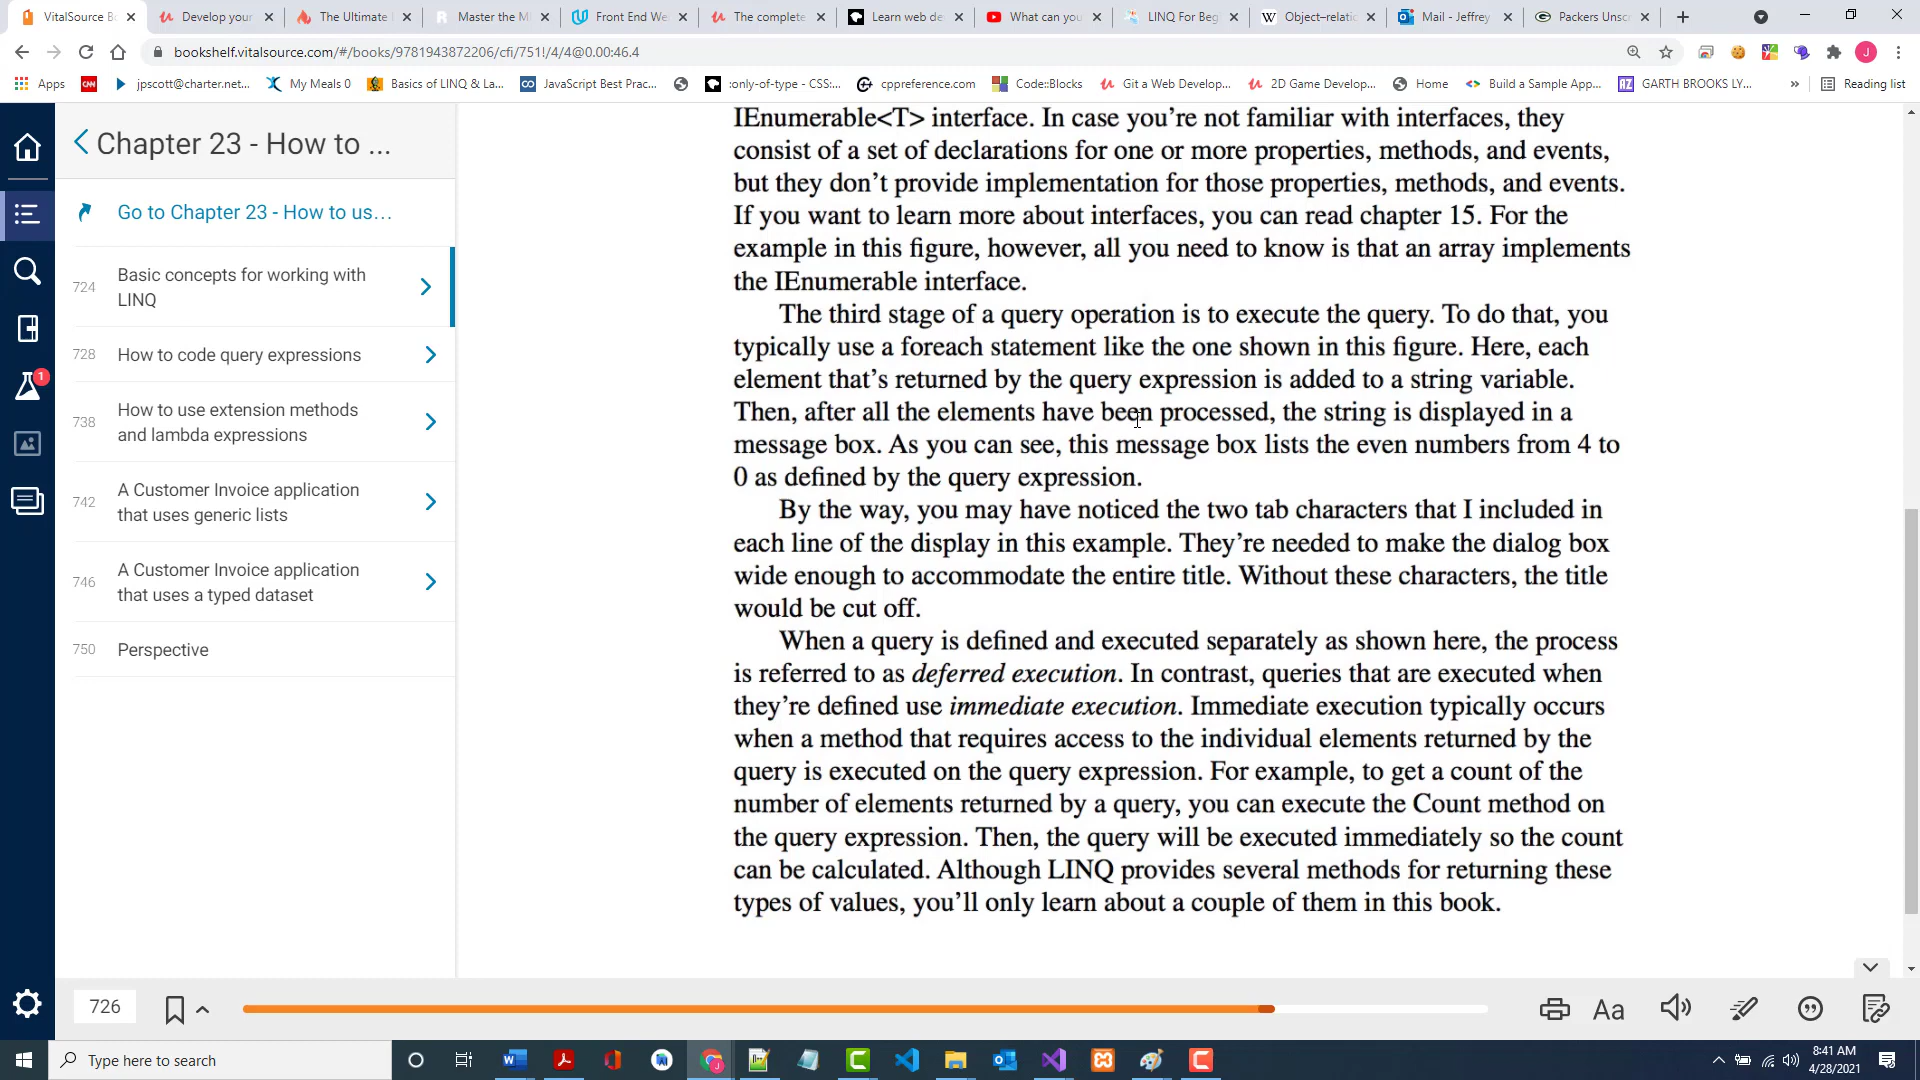 VitalSource Bo
Develop your
The Ultimate
Master the M
Front End We
The complete
Learn web de
What can you
LINQ For Beg
Object–relatio
Mail - Jeffrey
Packers Unsc
bookshelf.vitalsource.com/#/books/9781943872206/cfi/751!/4/4@0.00:46.4
J
Apps
CNN
jpscott@charter.net...
My Meals 0
Basics of LINQ & La...
JavaScript Best Prac...
:only-of-type - CSS:...
cppreference.com
Code::Blocks
Git a Web Develop...
2D Game Develop...
Home
Build a Sample App...
AZ
GARTH BROOKS LY...
»
Reading list
Chapter 23 - How to ...
Go to Chapter 23 - How to us...
724
Basic concepts for working with
LINQ
728
How to code query expressions
738
How to use extension methods
and lambda expressions
742
A Customer Invoice application
that uses generic lists
746
A Customer Invoice application
that uses a typed dataset
750
Perspective
1
IEnumerable<T> interface. In case you're not familiar with interfaces, they
consist of a set of declarations for one or more properties, methods, and events,
but they don't provide implementation for those properties, methods, and events.
If you want to learn more about interfaces, you can read chapter 15. For the
example in this figure, however, all you need to know is that an array implements
the IEnumerable interface.
The third stage of a query operation is to execute the query. To do that, you
typically use a foreach statement like the one shown in this figure. Here, each
element that's returned by the query expression is added to a string variable.
Then, after all the elements have been processed, the string is displayed in a
message box. As you can see, this message box lists the even numbers from 4 to
0 as defined by the query expression.
By the way, you may have noticed the two tab characters that I included in
each line of the display in this example. They're needed to make the dialog box
wide enough to accommodate the entire title. Without these characters, the title
would be cut off.
When a query is defined and executed separately as shown here, the process
is referred to as deferred execution. In contrast, queries that are executed when
they're defined use immediate execution. Immediate execution typically occurs
when a method that requires access to the individual elements returned by the
query is executed on the query expression. For example, to get a count of the
number of elements returned by a query, you can execute the Count method on
the query expression. Then, the query will be executed immediately so the count
can be calculated. Although LINQ provides several methods for returning these
types of values, you'll only learn about a couple of them in this book.
726
Aa
Type here to search
8:41 AM
4/28/2021